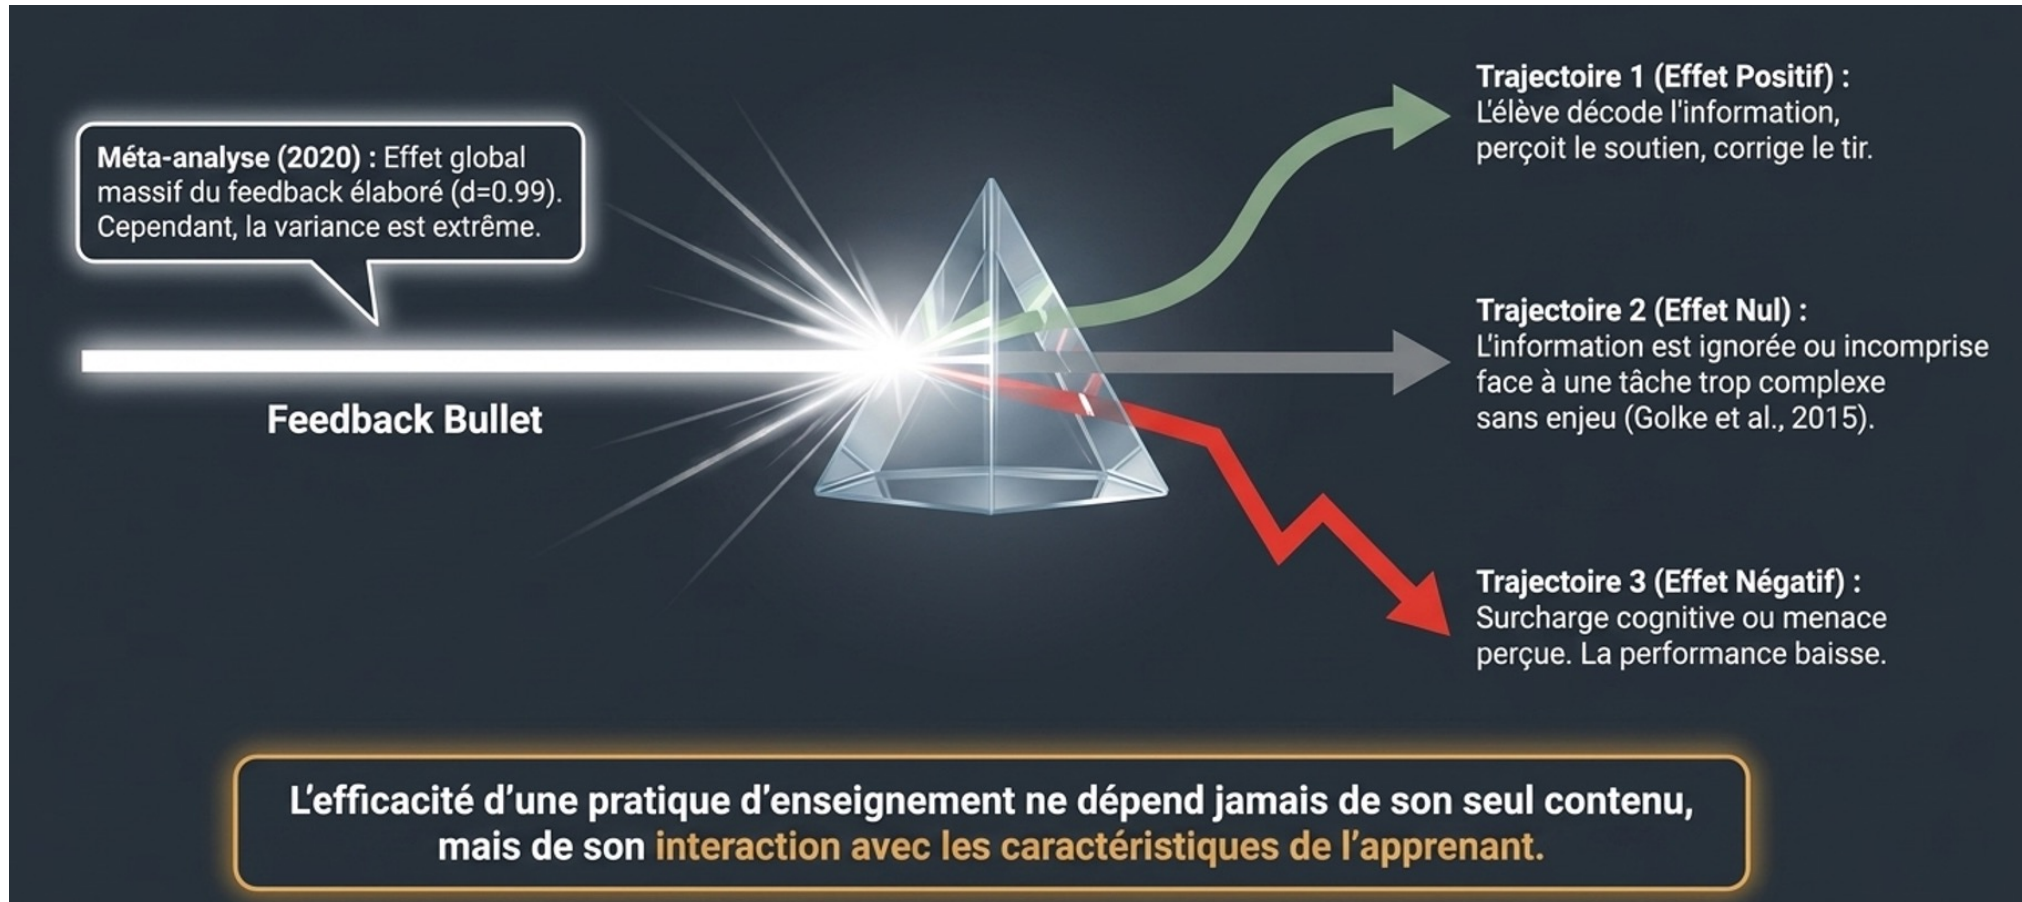 Méta-analyse (2020) : Effet global
massif du feedback élaboré (d=0.99).
Cependant, la variance est extrême.
Feedback Bullet
Trajectoire 1 (Effet Positif) :
L'élève décode l'information,
perçoit le soutien, corrige le tir.
Trajectoire 2 (Effet Nul) :
L'information est ignorée ou incomprise
face à une tâche trop complexe
sans enjeu (Golke et al., 2015).
Trajectoire 3 (Effet Négatif) :
Surcharge cognitive ou menace
perçue. La performance baisse.
L’efficacité d’une pratique d’enseignement ne dépend jamais de son seul contenu,
mais de son interaction avec les caractéristiques de l’apprenant.